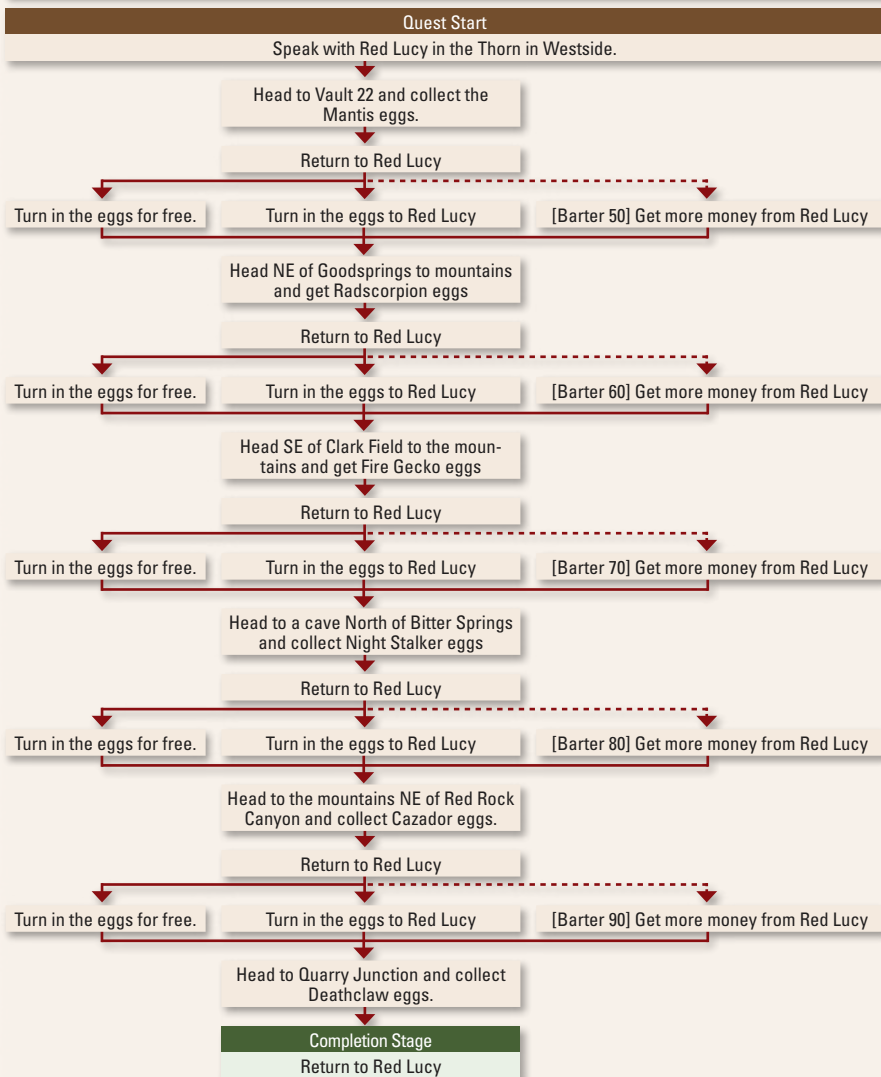 Quest Start
Speak with Red Lucy in the Thorn in Westside.
Head to Vault 22 and collect the
Mantis eggs.
Return to Red Lucy
Turn in the eggs for free.
Turn in the eggs to Red Lucy
[Barter 50] Get more money from Red Lucy
Head NE of Goodsprings to mountains
and get Radscorpion eggs
Return to Red Lucy
Turn in the eggs for free.
Turn in the eggs to Red Lucy
[Barter 60] Get more money from Red Lucy
Head SE of Clark Field to the moun-
tains and get Fire Gecko eggs
Return to Red Lucy
Turn in the eggs for free.
Turn in the eggs to Red Lucy
[Barter 70] Get more money from Red Lucy
Head to a cave North of Bitter Springs
and collect Night Stalker eggs
Return to Red Lucy
Turn in the eggs for free.
Turn in the eggs to Red Lucy
[Barter 80] Get more money from Red Lucy
Head to the mountains NE of Red Rock
Canyon and collect Cazador eggs.
Return to Red Lucy
Turn in the eggs for free.
Turn in the eggs to Red Lucy
[Barter 90] Get more money from Red Lucy
Head to Quarry Junction and collect
Deathclaw eggs.
Completion Stage
Return to Red Lucy